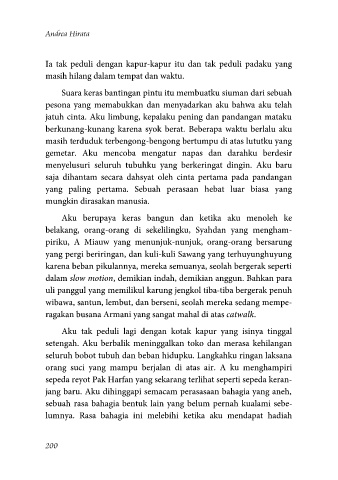 Andrea Hirata
Ia tak peduli dengan kapur-kapur itu dan tak peduli padaku yang
masih hilang dalam tempat dan waktu.
Suara keras bantingan pintu itu membuatku siuman dari sebuah
pesona yang memabukkan dan menyadarkan aku bahwa aku telah
jatuh cinta. Aku limbung, kepalaku pening dan pandangan mataku
berkunang-kunang karena syok berat. Beberapa waktu berlalu aku
masih terduduk terbengong-bengong bertumpu di atas lututku yang
gemetar. Aku mencoba mengatur napas dan darahku berdesir
menyelusuri seluruh tubuhku yang berkeringat dingin. Aku baru
saja dihantam secara dahsyat oleh cinta pertama pada pandangan
yang paling pertama. Sebuah perasaan hebat luar biasa yang
mungkin dirasakan manusia.
Aku berupaya keras bangun dan ketika aku menoleh ke
belakang, orang-orang di sekelilingku, Syahdan yang mengham-
piriku, A Miauw yang menunjuk-nunjuk, orang-orang bersarung
yang pergi beriringan, dan kuli-kuli Sawang yang terhuyunghuyung
karena beban pikulannya, mereka semuanya, seolah bergerak seperti
dalam slow motion, demikian indah, demikian anggun. Bahkan para
uli panggul yang memilikul karung jengkol tiba-tiba bergerak penuh
wibawa, santun, lembut, dan berseni, seolah mereka sedang mempe-
ragakan busana Armani yang sangat mahal di atas catwalk.
Aku tak peduli lagi dengan kotak kapur yang isinya tinggal
setengah. Aku berbalik meninggalkan toko dan merasa kehilangan
seluruh bobot tubuh dan beban hidupku. Langkahku ringan laksana
orang suci yang mampu berjalan di atas air. A ku menghampiri
sepeda reyot Pak Harfan yang sekarang terlihat seperti sepeda keran-
jang baru. Aku dihinggapi semacam perasasaan bahagia yang aneh,
sebuah rasa bahagia bentuk lain yang belum pernah kualami sebe-
lumnya. Rasa bahagia ini melebihi ketika aku mendapat hadiah
200